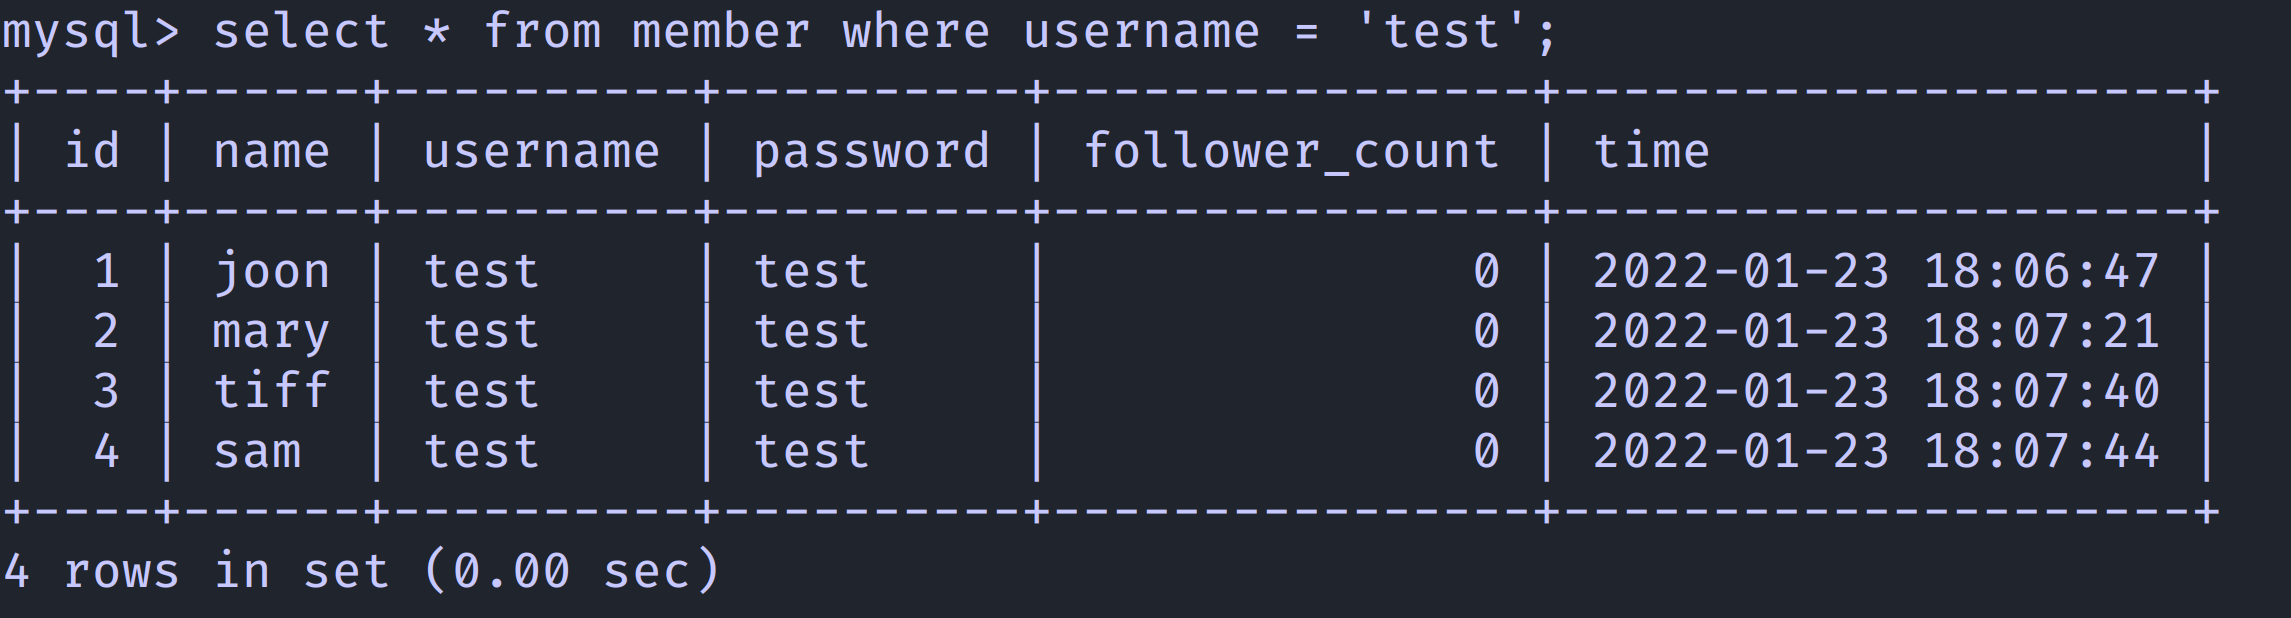 mysql> select * from member where username = 'test';
+----+------+----------+----------+----------------+---------------------+
| id | name | username | password | follower_count | time                |
+----+------+----------+----------+----------------+---------------------+
|  1 | joon | test     | test     |              0 | 2022-01-23 18:06:47 |
|  2 | mary | test     | test     |              0 | 2022-01-23 18:07:21 |
|  3 | tiff | test     | test     |              0 | 2022-01-23 18:07:40 |
|  4 | sam  | test     | test     |              0 | 2022-01-23 18:07:44 |
+----+------+----------+----------+----------------+---------------------+
4 rows in set (0.00 sec)